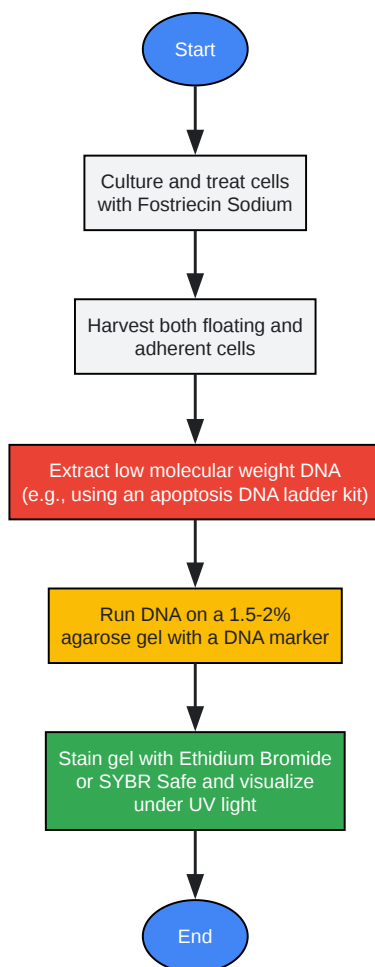 Start
Culture and treat cells
with Fostriecin Sodium
Harvest both floating and
adherent cells
Extract low molecular weight DNA
(e.g., using an apoptosis DNA ladder kit)
Run DNA on a 1.5-2%
agarose gel with a DNA marker
Stain gel with Ethidium Bromide
or SYBR Safe and visualize
under UV light
End